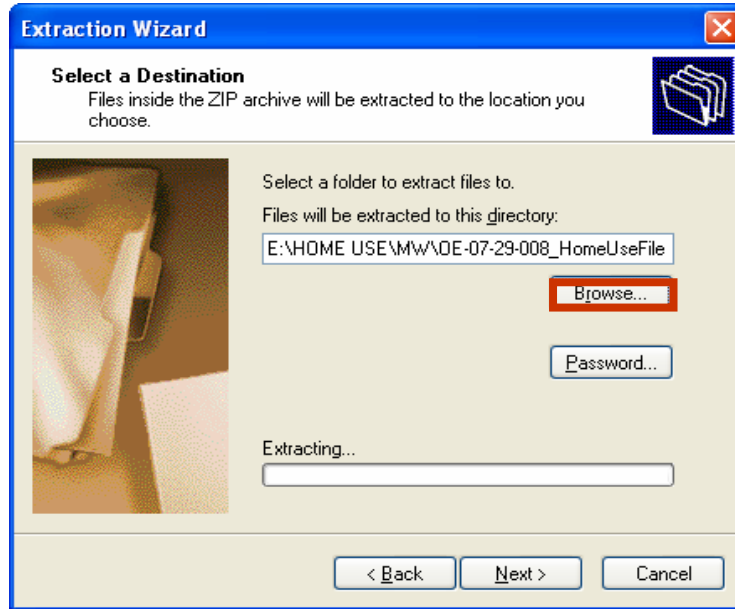 Extraction Wizard
Select a Destination
Files inside the ZIP archive will be extracted to the location you
choose.
Select a folder to extract files to.
Files will be extracted to this directory:
E:\HOME USE\MW\OE-07-29-008_HomeUseFile
Browse...
Password...
Extracting...
< Back
Next >
Cancel